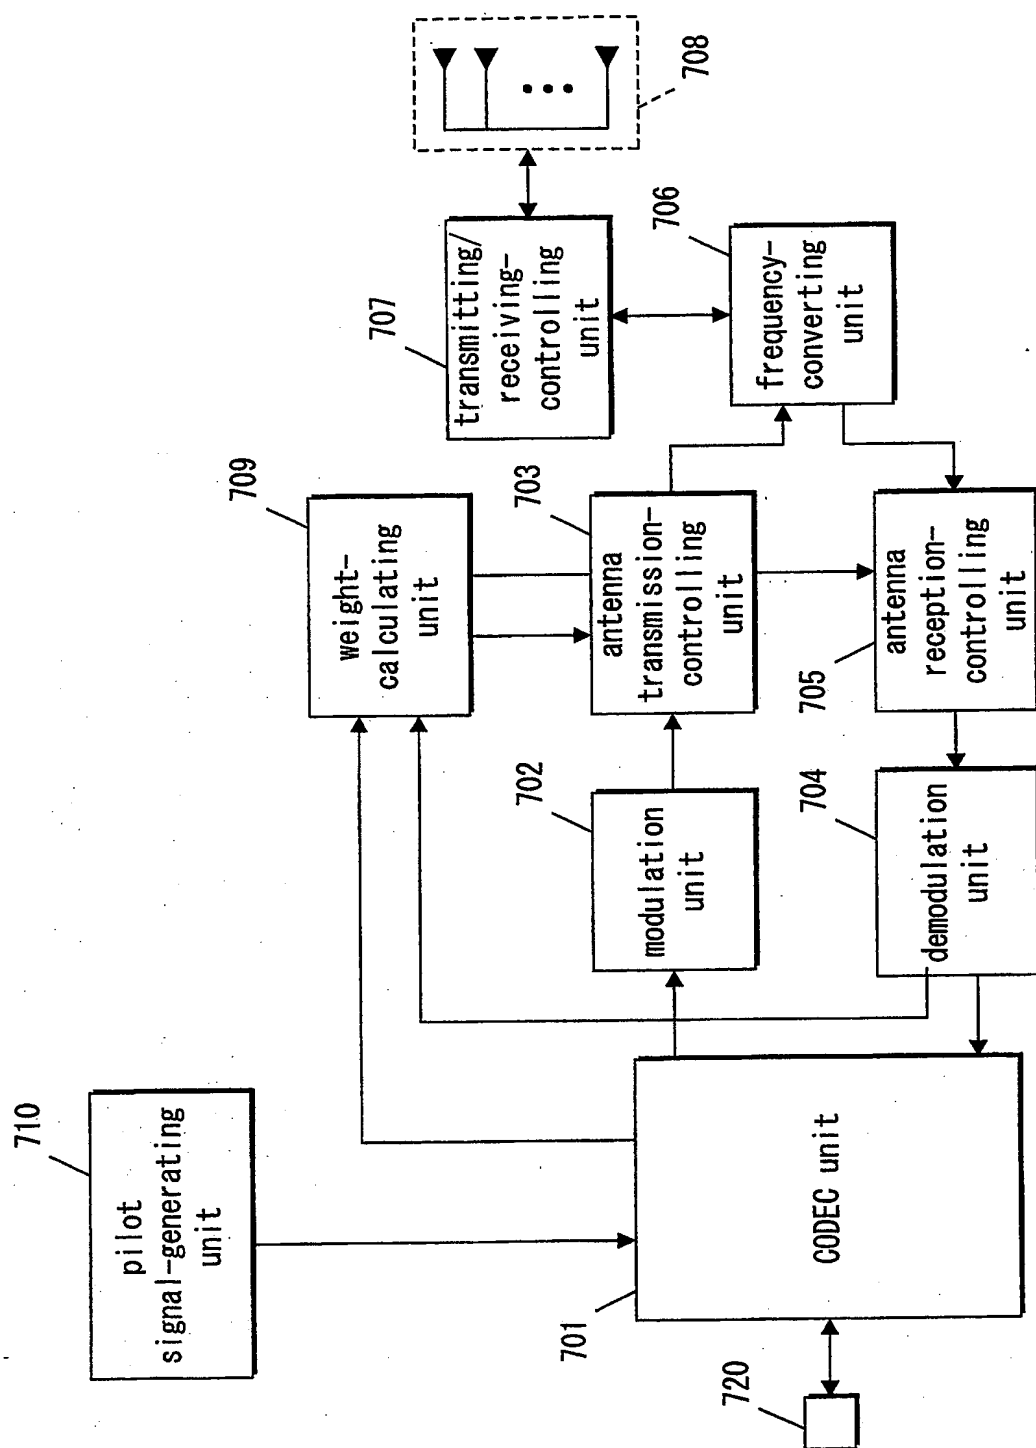 710
pilot
signal-generating
unit
709
weight-
calculating
unit
707
transmitting/
receiving-
controlling
unit
708
701
CODEC unit
720
702
modulation
unit
703
antenna
transmission-
controlling
unit
706
frequency-
converting
unit
704
demodulation
unit
705
antenna
reception-
controlling
unit